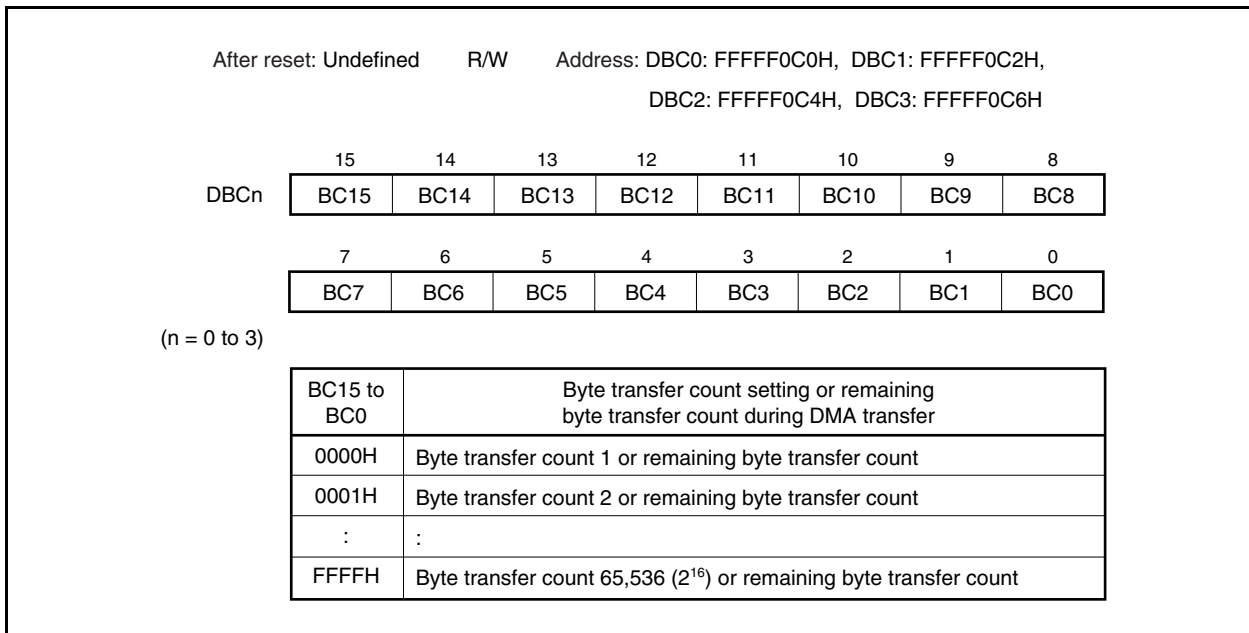 After reset: Undefined R/W Address: DBC0: FFFFF0C0H, DBC1: FFFFF0C2H,
DBC2: FFFFF0C4H, DBC3: FFFFF0C6H
15 14 13 12 11 10 9 8
DBCn BC15 BC14 BC13 BC12 BC11 BC10 BC9 BC8
7 6 5 4 3 2 1 0
BC7 BC6 BC5 BC4 BC3 BC2 BC1 BC0
(n = 0 to 3)
BC15 to BC0 Byte transfer count setting or remaining
byte transfer count during DMA transfer
0000H Byte transfer count 1 or remaining byte transfer count
0001H Byte transfer count 2 or remaining byte transfer count
: :
FFFFH Byte transfer count 65,536 (2¹⁶) or remaining byte transfer count